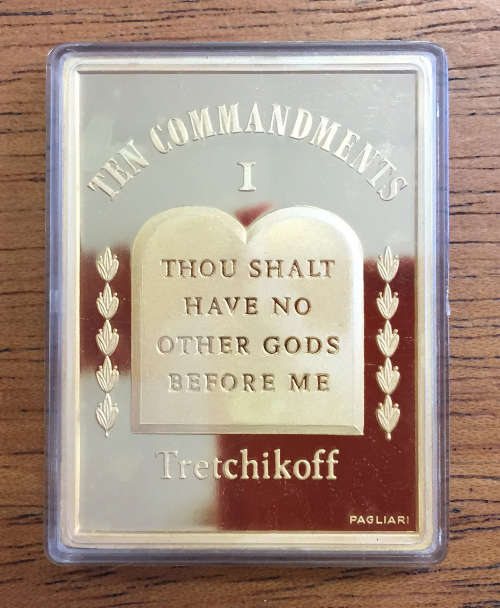 TEN COMMANDMENTS
I
THOU SHALT
HAVE NO
OTHER GODS
BEFORE ME
Tretchikoff
PAGLIARI